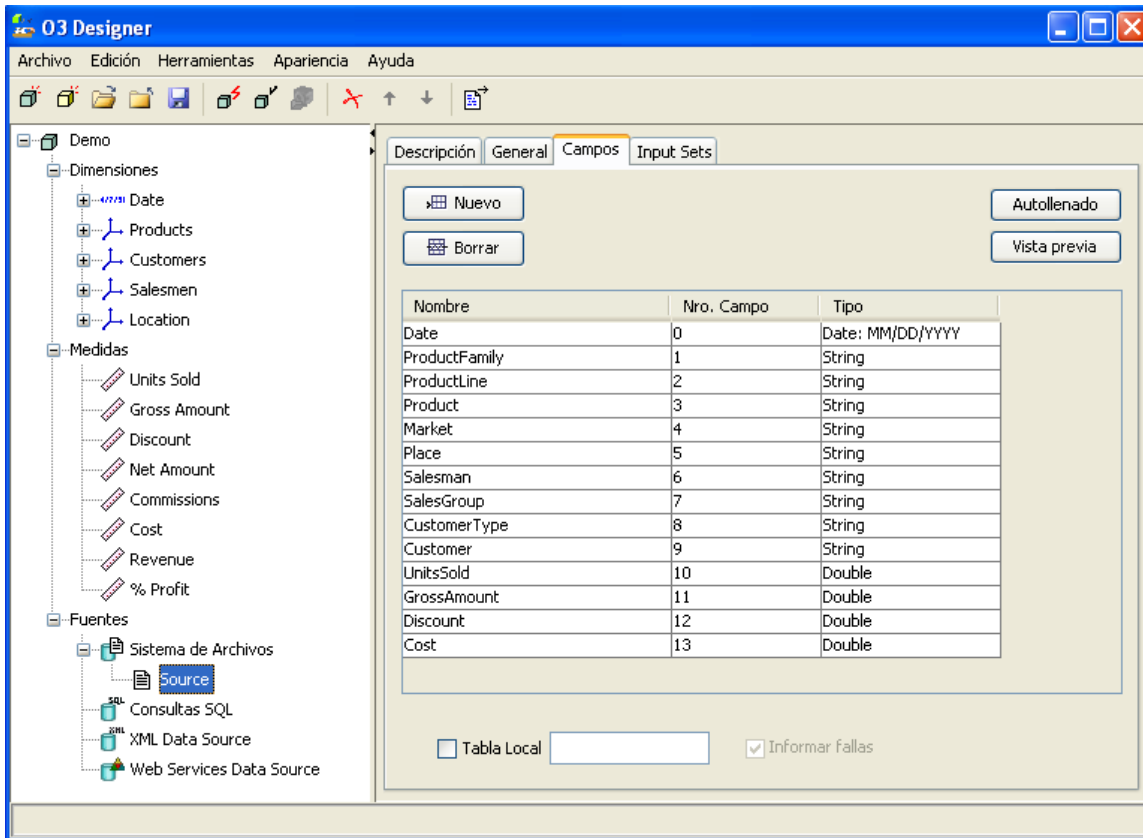 O3 Designer
Archivo Edición Herramientas Apariencia Ayuda
Demo
Dimensiones
Date
Products
Customers
Salesmen
Location
Medidas
Units Sold
Gross Amount
Discount
Net Amount
Commissions
Cost
Revenue
% Profit
Fuentes
Sistema de Archivos
Source
SQL
Consultas SQL
XML
XML Data Source
Web Services Data Source
Descripción General Campos Input Sets
Nuevo Autollenado
Borrar Vista previa
Nombre Nro. Campo Tipo
Date 0 Date: MM/DD/YYYY
ProductFamily 1 String
ProductLine 2 String
Product 3 String
Market 4 String
Place 5 String
Salesman 6 String
SalesGroup 7 String
CustomerType 8 String
Customer 9 String
UnitsSold 10 Double
GrossAmount 11 Double
Discount 12 Double
Cost 13 Double
Tabla Local Informar fallas